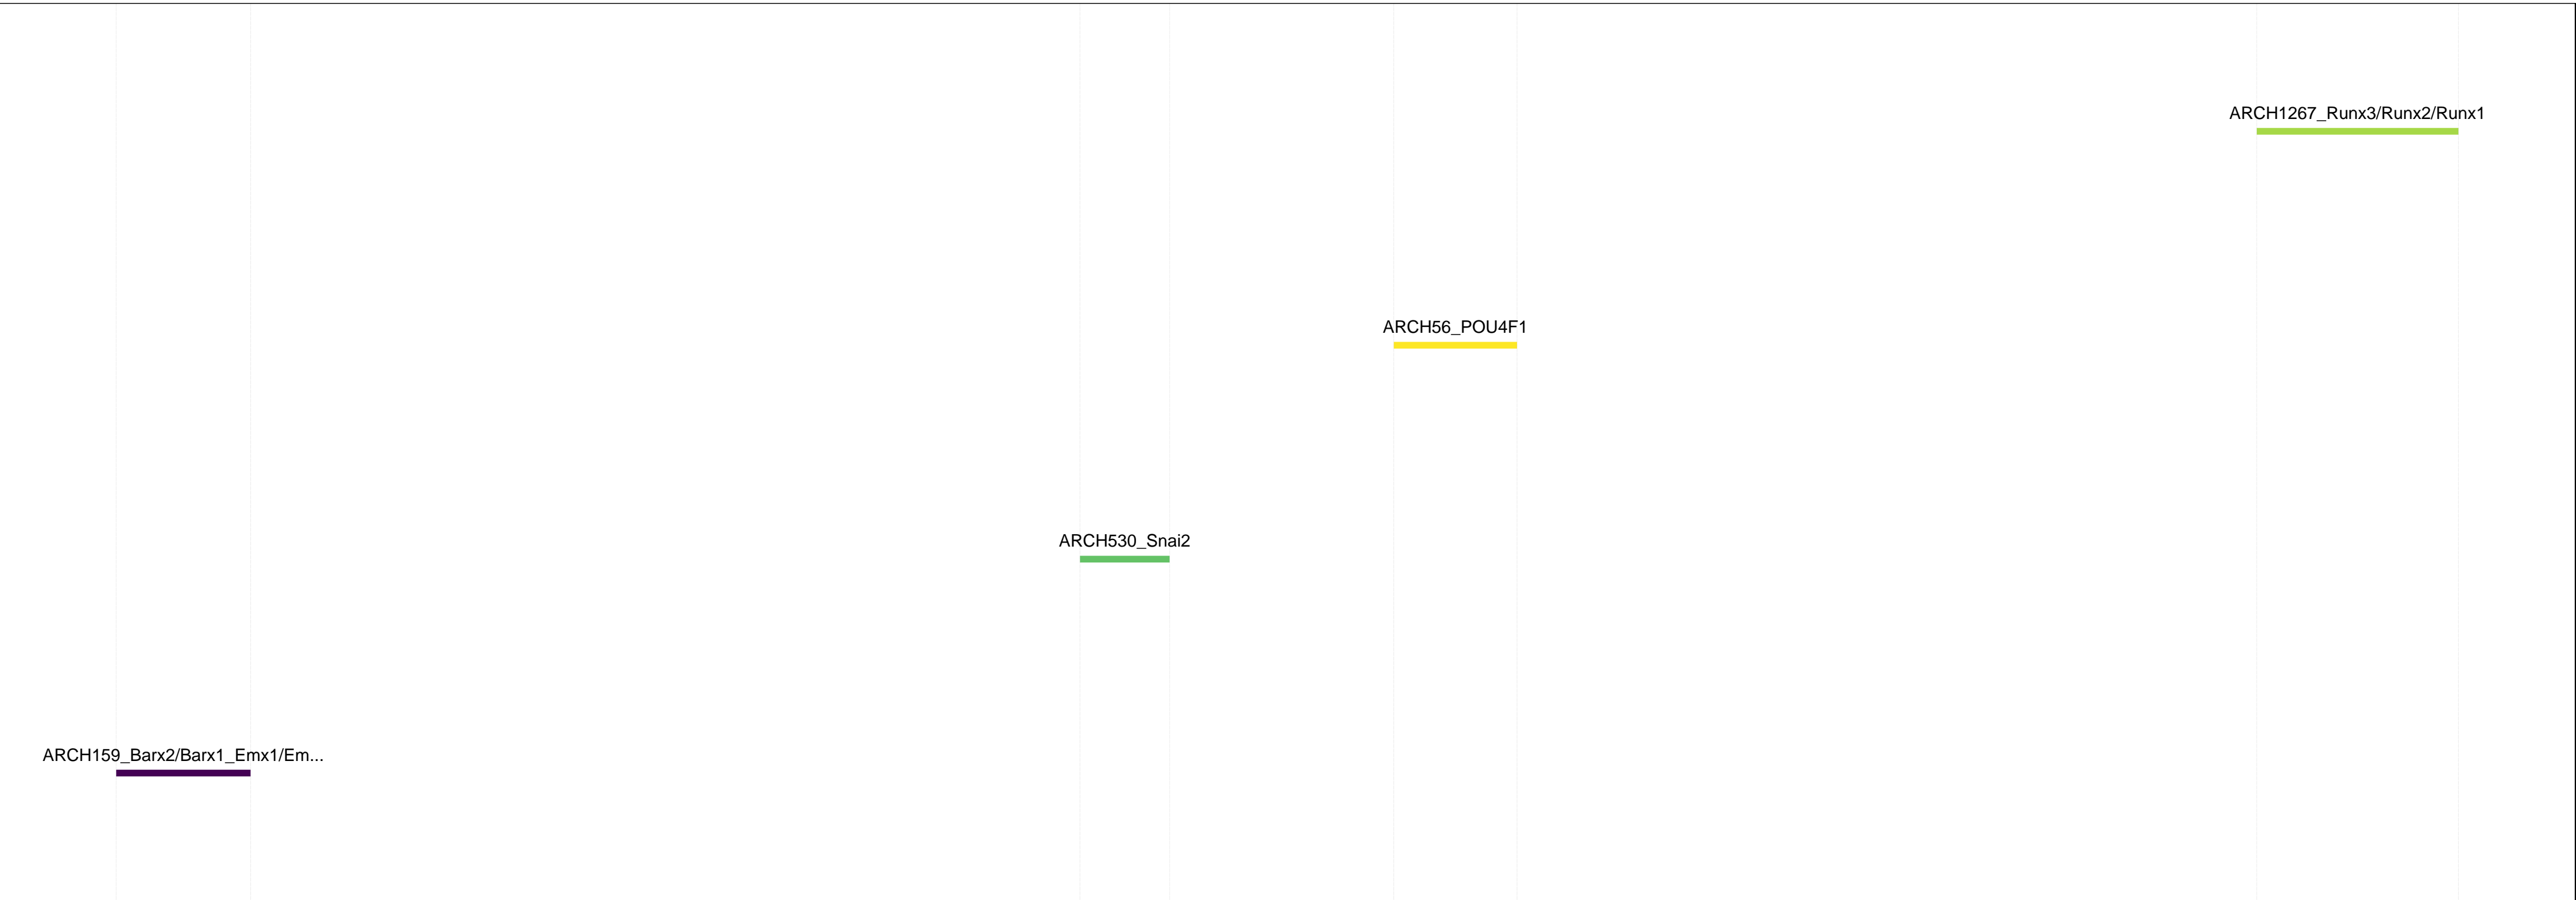 ARCH1267_Runx3/Runx2/Runx1
ARCH56_POU4F1
ARCH530_Snai2
ARCH159_Barx2/Barx1_Emx1/Em...